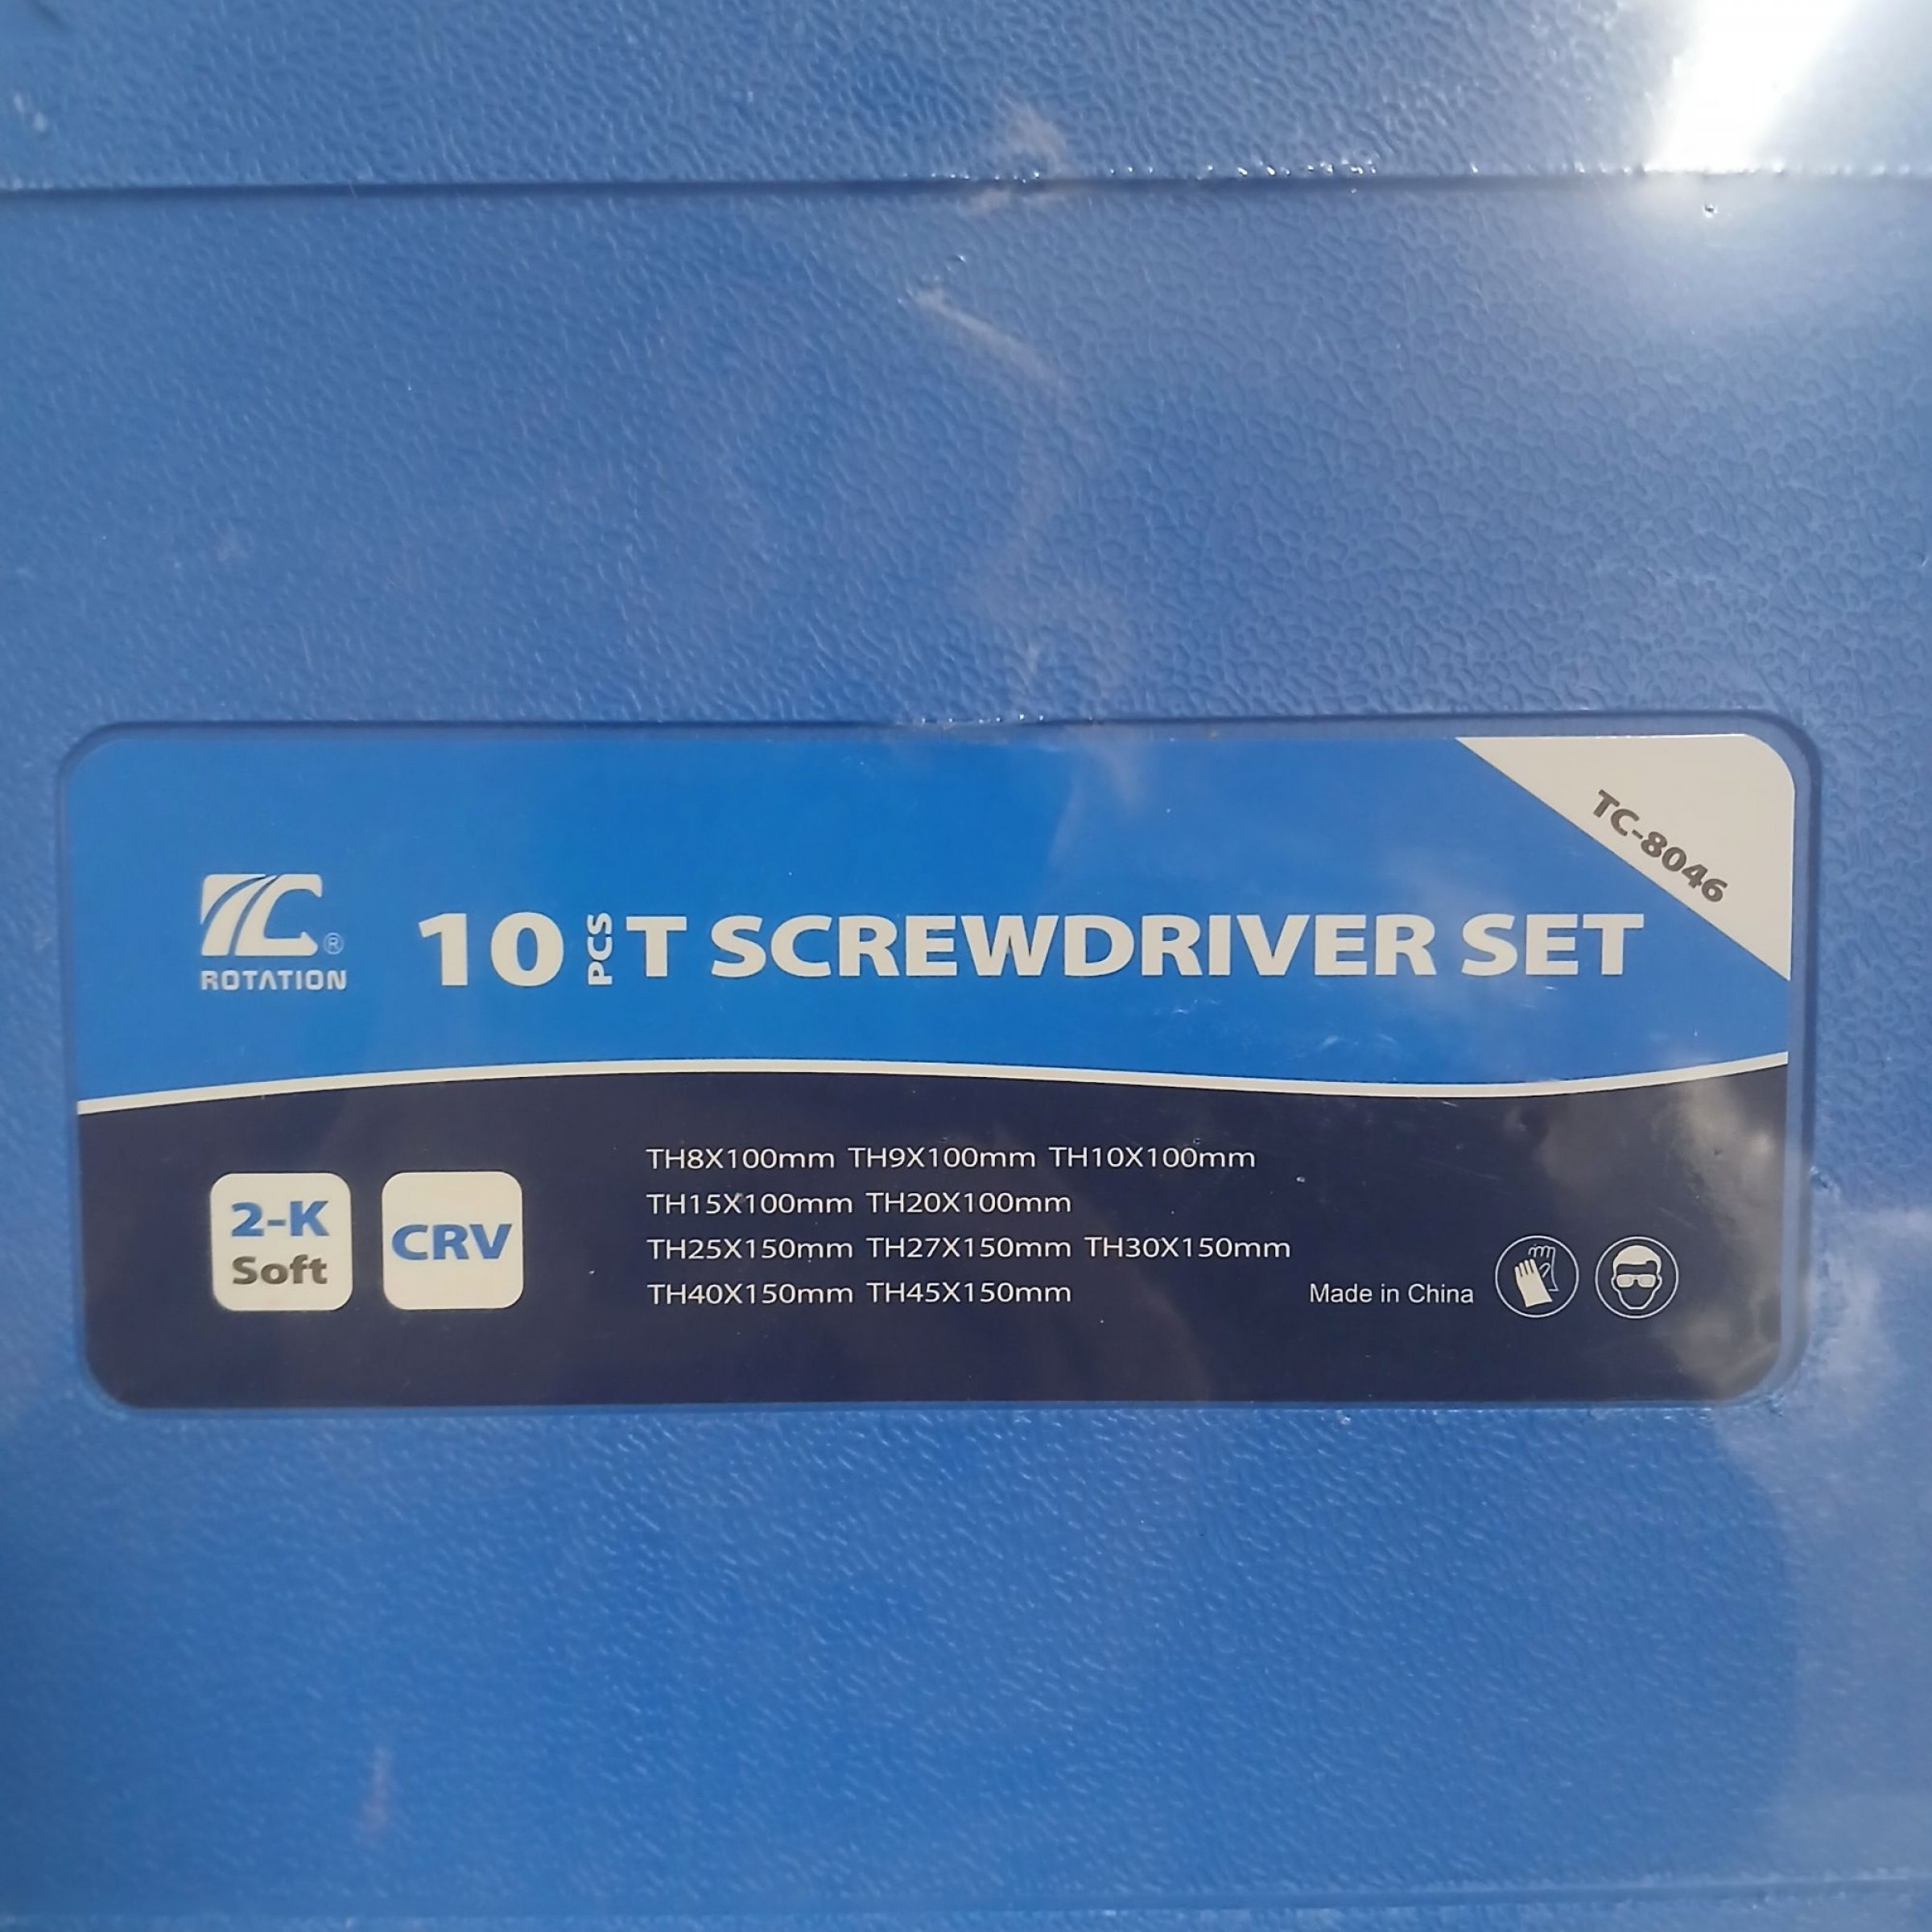 TC-8046
TC®
ROTATION
10 PCS T SCREWDRIVER SET
2-K
Soft
CRV
TH8X100mm TH9X100mm TH10X100mm
TH15X100mm TH20X100mm
TH25X150mm TH27X150mm TH30X150mm
TH40X150mm TH45X150mm
Made in China